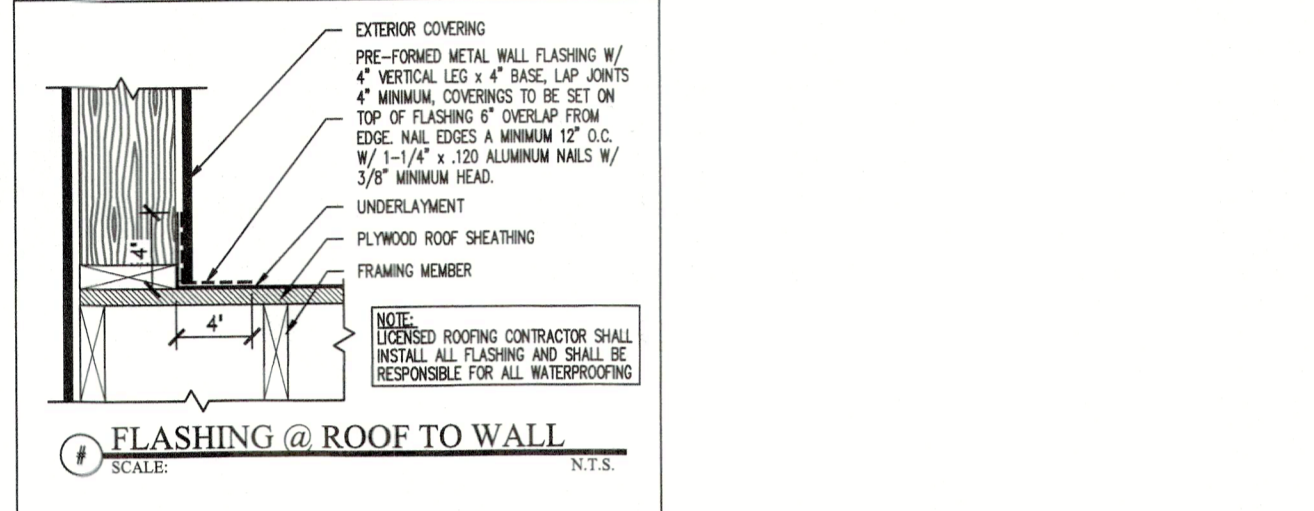 EXTERIOR COVERING
PRE-FORMED METAL WALL FLASHING W/
4" VERTICAL LEG x 4" BASE, LAP JOINTS
4" MINIMUM, COVERINGS TO BE SET ON
TOP OF FLASHING 6" OVERLAP FROM
EDGE. NAIL EDGES A MINIMUM 12" O.C.
W/ 1-1/4" x .120 ALUMINUM NAILS W/
3/8" MINIMUM HEAD.
UNDERLAYMENT
PLYWOOD ROOF SHEATHING
FRAMING MEMBER
4'
4'
NOTE:
LICENSED ROOFING CONTRACTOR SHALL
INSTALL ALL FLASHING AND SHALL BE
RESPONSIBLE FOR ALL WATERPROOFING
# FLASHING @ ROOF TO WALL
SCALE: N.T.S.